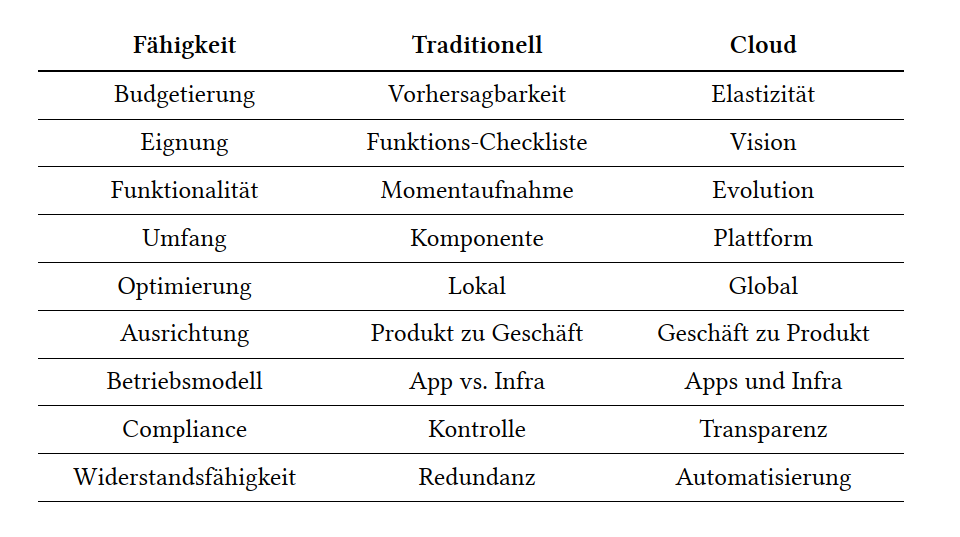 Fähigkeit Traditionell Cloud
Budgetierung Vorhersagbarkeit Elastizität
Eignung Funktions-Checkliste Vision
Funktionalität Momentaufnahme Evolution
Umfang Komponente Plattform
Optimierung Lokal Global
Ausrichtung Produkt zu Geschäft Geschäft zu Produkt
Betriebsmodell App vs. Infra Apps und Infra
Compliance Kontrolle Transparenz
Widerstandsfähigkeit Redundanz Automatisierung